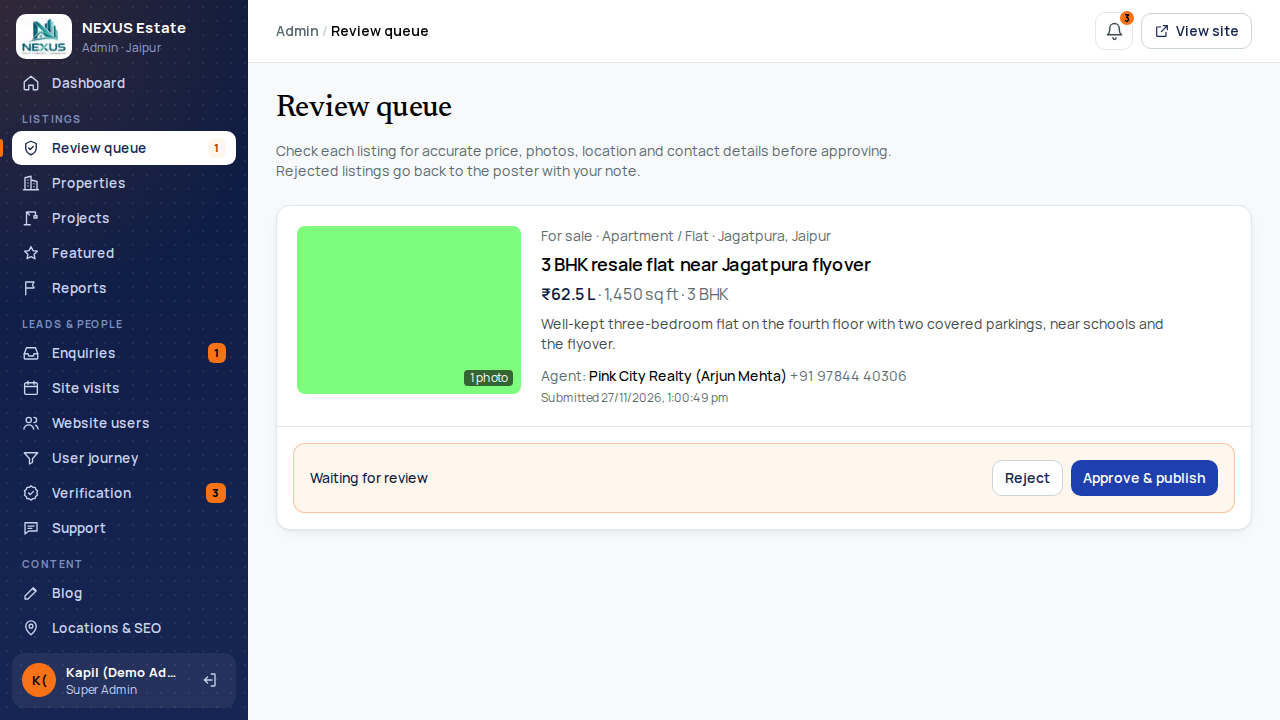 NEXUS
NEXUS Estate
Admin · Jaipur
Dashboard
LISTINGS
Review queue 1
Properties
Projects
Featured
Reports
LEADS & PEOPLE
Enquiries 1
Site visits
Website users
User journey
Verification 3
Support
CONTENT
Blog
Locations & SEO
K(
Kapil (Demo Ad...
Super Admin
Admin / Review queue
3
View site
Review queue
Check each listing for accurate price, photos, location and contact details before approving.
Rejected listings go back to the poster with your note.
1 photo
For sale · Apartment / Flat · Jagatpura, Jaipur
3 BHK resale flat near Jagatpura flyover
₹62.5 L · 1,450 sq ft · 3 BHK
Well-kept three-bedroom flat on the fourth floor with two covered parkings, near schools and
the flyover.
Agent: Pink City Realty (Arjun Mehta) +91 97844 40306
Submitted 27/11/2026, 1:00:49 pm
Waiting for review
Reject
Approve & publish